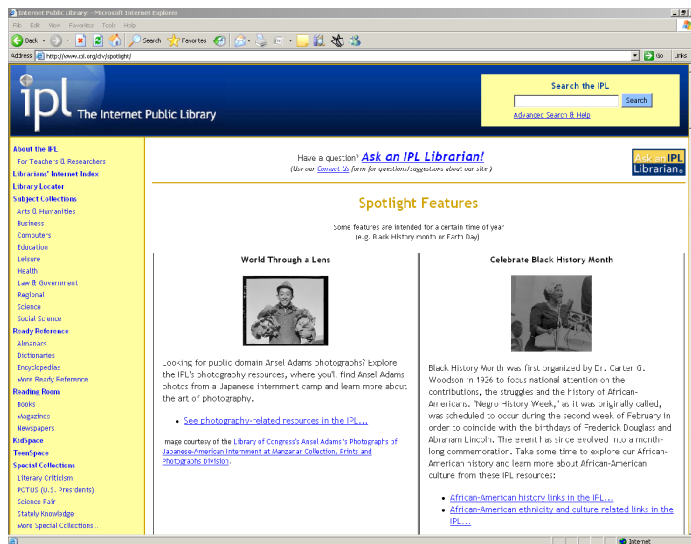 Internet Public Library - Microsoft Internet Explorer
File Edit View Favorites Tools Help
Back Search Favorites
Address http://www.ipl.org/div/spotlight/ Go Links
ipl The Internet Public Library
Search the IPL
Search
Advanced Search & Help
About the IPL
For Teachers & Researchers
Librarians' Internet Index
Library Locator
Subject Collections
Arts & Humanities
Business
Computers
Education
Leisure
Health
Law & Government
Regional
Science
Social Science
Ready Reference
Almanacs
Dictionaries
Encyclopedias
More Ready Reference
Reading Room
Books
Magazines
Newspapers
KidSpace
TeenSpace
Special Collections
Literary Criticism
POTUS (U.S. Presidents)
Science Fair
Stately Knowledge
More Special Collections...
Have a question? Ask an IPL Librarian!
(Use our Contact Us form for questions/suggestions about our site)
Ask an IPL
Librarian
Spotlight Features
Some features are intended for a certain time of year
(e.g. Black History month or Earth Day)
World Through a Lens
Looking for public domain Ansel Adams photographs? Explore
the IPL's photography resources, where you'll find Ansel Adams
photos from a Japanese internment camp and learn more about
the art of photography.
• See photography-related resources in the IPL...
Image courtesy of the Library of Congress's Ansel Adams's Photographs of
Japanese-American Internment at Manzanar Collection, Prints and
Photographs Division.
Celebrate Black History Month
Black History Month was first organized by Dr. Carter G.
Woodson in 1926 to focus national attention on the
contributions, the struggles and the history of African-
Americans. "Negro History Week," as it was originally called,
was scheduled to occur during the second week of February in
order to coincide with the birthdays of Frederick Douglass and
Abraham Lincoln. The event has since evolved into a month-
long commemoration. Take some time to explore our African-
American history and learn more about African-American
culture from these IPL resources:
• African-American history links in the IPL...
• African-American ethnicity and culture related links in the
IPL...
Internet